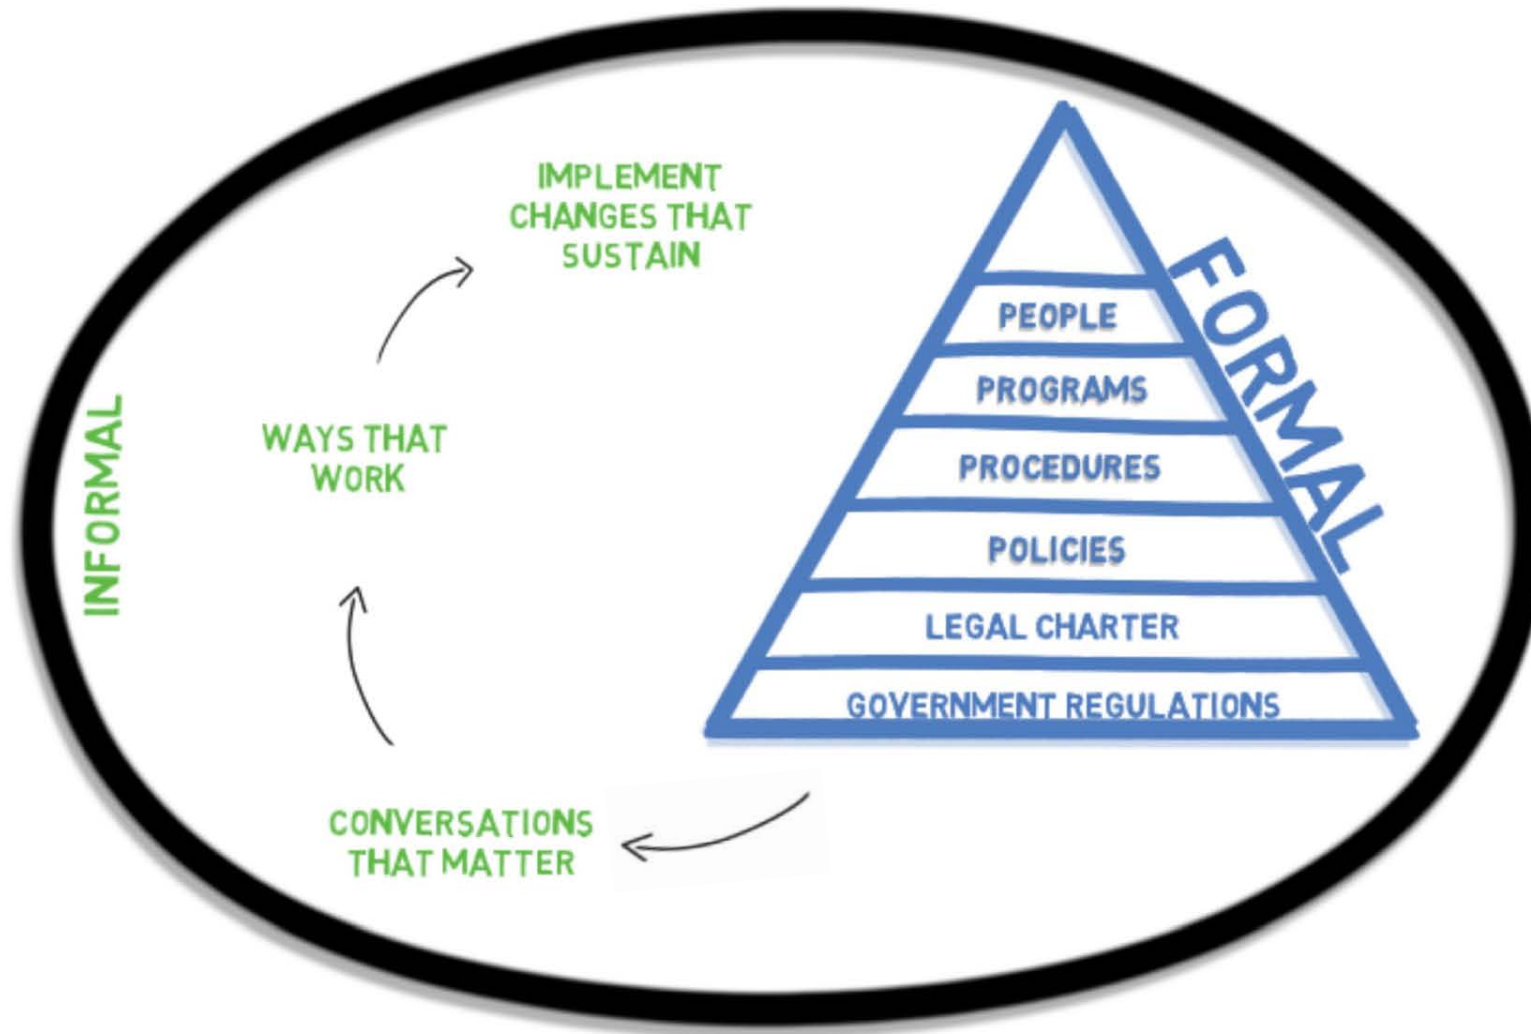 INFORMAL
IMPLEMENT
CHANGES THAT
SUSTAIN
WAYS THAT
WORK
CONVERSATIONS
THAT MATTER
FORMAL
PEOPLE
PROGRAMS
PROCEDURES
POLICIES
LEGAL CHARTER
GOVERNMENT REGULATIONS